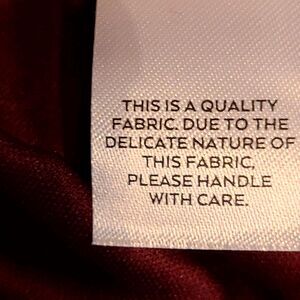 THIS IS A QUALITY
FABRIC. DUE TO THE
DELICATE NATURE OF
THIS FABRIC,
PLEASE HANDLE
WITH CARE.